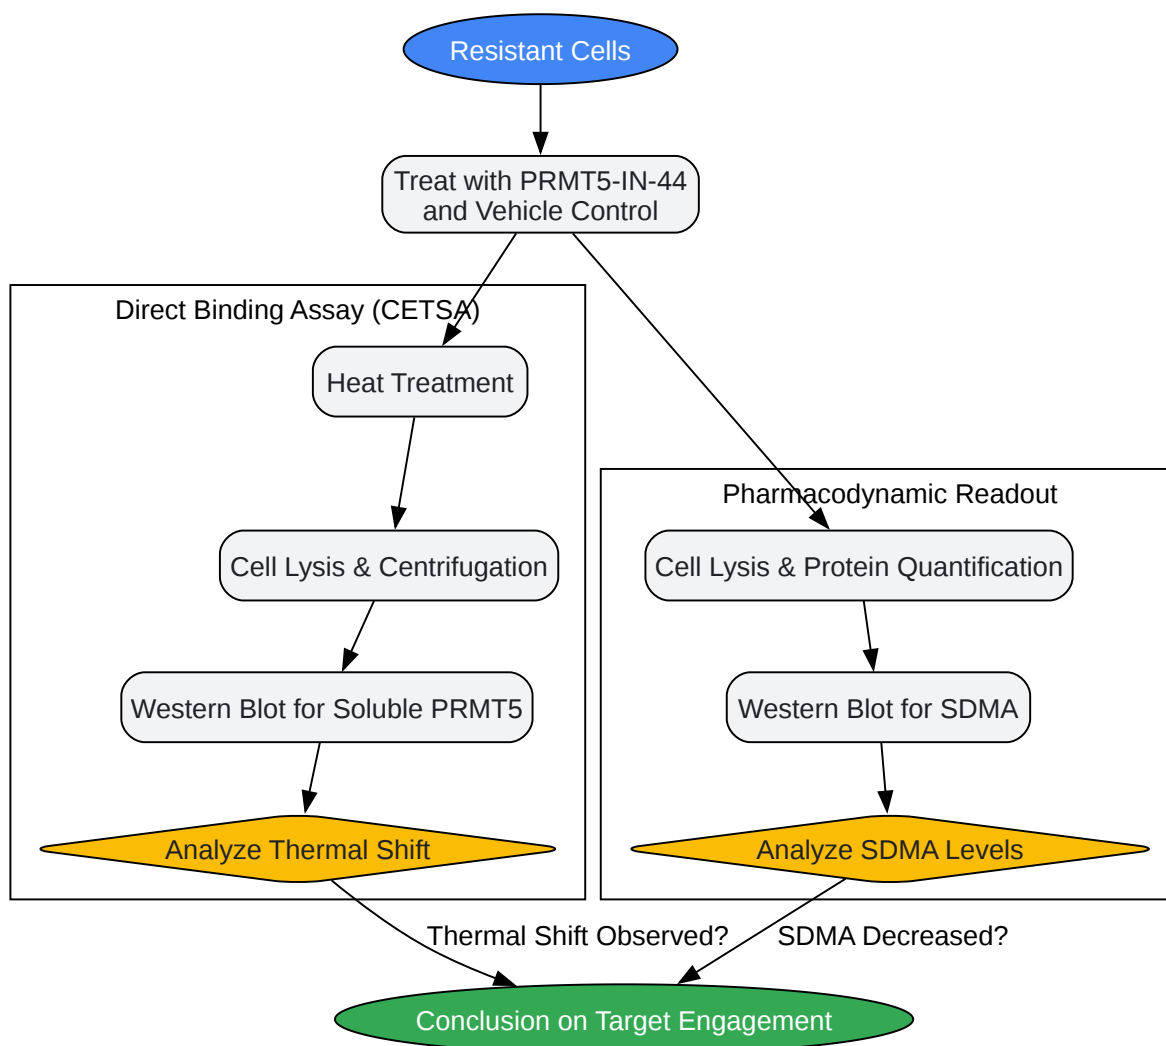 Resistant Cells
Treat with PRMT5-IN-44
and Vehicle Control
Direct Binding Assay (CETSA)
Heat Treatment
Cell Lysis & Centrifugation
Western Blot for Soluble PRMT5
Analyze Thermal Shift
Pharmacodynamic Readout
Cell Lysis & Protein Quantification
Western Blot for SDMA
Analyze SDMA Levels
Thermal Shift Observed?
SDMA Decreased?
Conclusion on Target Engagement